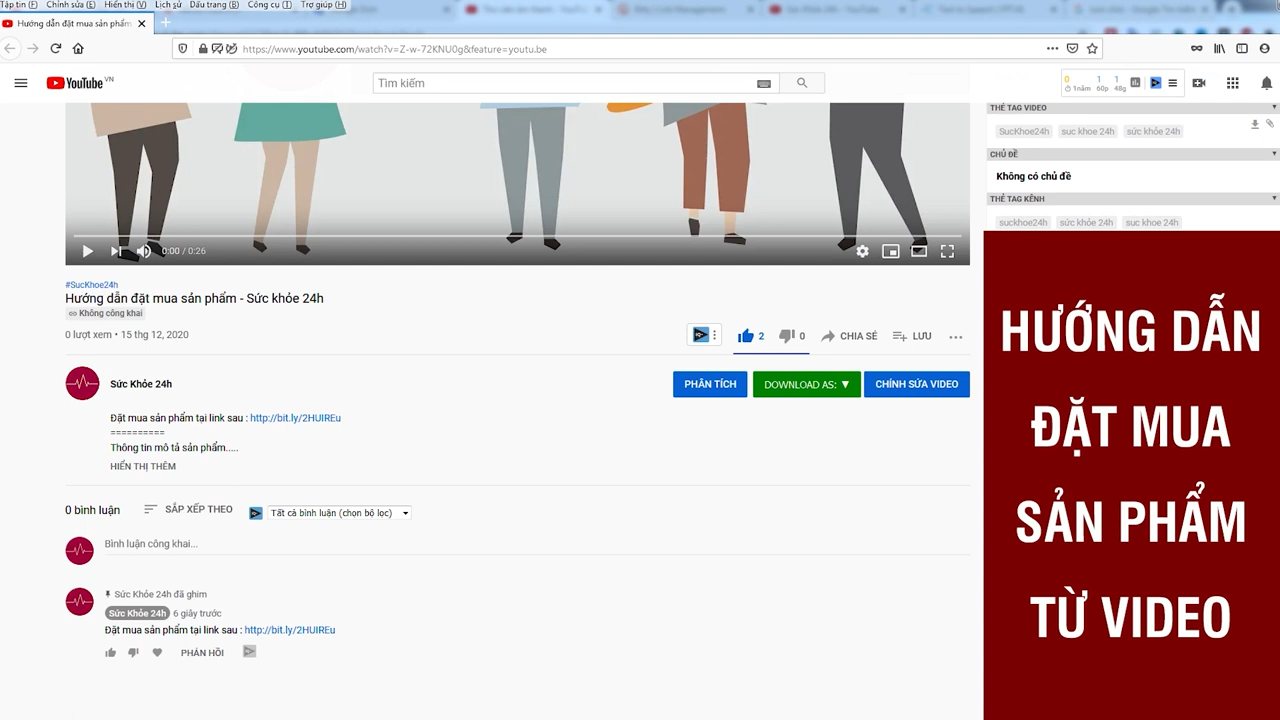 Tập tin (F) Chỉnh sửa (E) Hiển thị (V) Lịch sử Dấu trang (B) Công cụ (T) Trợ giúp (H)
Hướng dẫn đặt mua sản phẩm
https://www.youtube.com/watch?v=Z-w-72KNU0g&feature=youtu.be
YouTube VN
Tìm kiếm
0 1 1
1năm 60p 48g
THẺ TAG VIDEO
SucKhoe24h suc khoe 24h sức khỏe 24h
CHỦ ĐỀ
Không có chủ đề
THẺ TAG KÊNH
suckhoe24h sức khỏe 24h suc khoe 24h
0:00 / 0:26
#SucKhoe24h
Hướng dẫn đặt mua sản phẩm - Sức khỏe 24h
Không công khai
0 lượt xem • 15 thg 12, 2020
2 0 CHIA SẺ LƯU
Sức Khỏe 24h
PHÂN TÍCH DOWNLOAD AS: ▼ CHỈNH SỬA VIDEO
Đặt mua sản phẩm tại link sau : http://bit.ly/2HUIREu
==========
Thông tin mô tả sản phẩm.....
HIỂN THỊ THÊM
0 bình luận SẮP XẾP THEO Tất cả bình luận (chọn bộ lọc)
Bình luận công khai...
Sức Khỏe 24h đã ghim
Sức Khỏe 24h 6 giây trước
Đặt mua sản phẩm tại link sau : http://bit.ly/2HUIREu
PHẢN HỒI
HƯỚNG DẪN
ĐẶT MUA
SẢN PHẨM
TỪ VIDEO